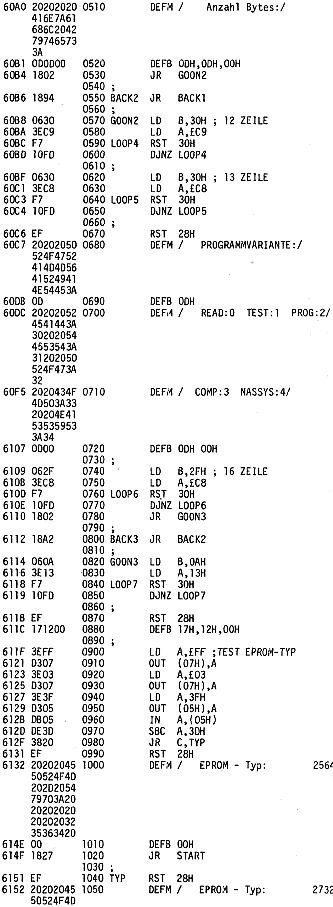 60A0 20202020 0510 DEFM / Anzahl Bytes:/
416E7A61
686C2042
79746573
3A
60B1 0D0D00 0520 DEFB 0DH,0DH,00H
60B4 1802 0530 JR GOON2
0540 ;
60B6 1894 0550 BACK2 JR BACK1
0560 ;
60B8 0630 0570 GOON2 LD B,30H ; 12 ZEILE
60BA 3EC9 0580 LD A,£C9
60BC F7 0590 LOOP4 RST 30H
60BD 10FD 0600 DJNZ LOOP4
0610 ;
60BF 0630 0620 LD B,30H ; 13 ZEILE
60C1 3EC8 0630 LD A,£C8
60C3 F7 0640 LOOP5 RST 30H
60C4 10FD 0650 DJNZ LOOP5
0660 ;
60C6 EF 0670 RST 28H
60C7 20202050 0680 DEFM / PROGRAMMVARIANTE:/
524F4752
414D4D56
41524941
4E54453A
60DB 0D 0690 DEFB 0DH
60DC 20202052 0700 DEFM / READ:0 TEST:1 PROG:2/
4541443A
30202054
4553543A
31202050
524F473A
32
60F5 2020434F 0710 DEFM / COMP:3 NASSYS:4/
4D503A33
20204E41
53535953
3A34
6107 0D00 0720 DEFB 0DH 00H
0730 ;
6109 062F 0740 LD B,2FH ; 16 ZEILE
610B 3EC8 0750 LD A,£C8
610D F7 0760 LOOP6 RST 30H
610E 10FD 0770 DJNZ LOOP6
6110 1802 0780 JR GOON3
0790 ;
6112 18A2 0800 BACK3 JR BACK2
0810 ;
6114 060A 0820 GOON3 LD B,0AH
6116 3E13 0830 LD A,13H
6118 F7 0840 LOOP7 RST 30H
6119 10FD 0850 DJNZ LOOP7
0860 ;
611B EF 0870 RST 28H
611C 171200 0880 DEFB 17H,12H,00H
0890 ;
611F 3EFF 0900 LD A,£FF ;TEST EPROM-TYP
6121 D307 0910 OUT (07H),A
6123 3E03 0920 LD A,£03
6125 D307 0930 OUT (07H),A
6127 3E3F 0940 LD A,3FH
6129 D305 0950 OUT (05H),A
612B DB05 0960 IN A,(05H)
612D DE3D 0970 SBC A,3DH
612F 3820 0980 JR C,TYP
6131 EF 0990 RST 28H
6132 20202045 1000 DEFM / EPROM - Typ: 2564
50524F4D
202D2054
79703A20
20202020
20202032
35363420
614E 00 1010 DEFB 00H
614F 1827 1020 JR START
1030 ;
6151 EF 1040 TYP RST 28H
6152 20202045 1050 DEFM / EPROM - Typ: 2732
50524F4D